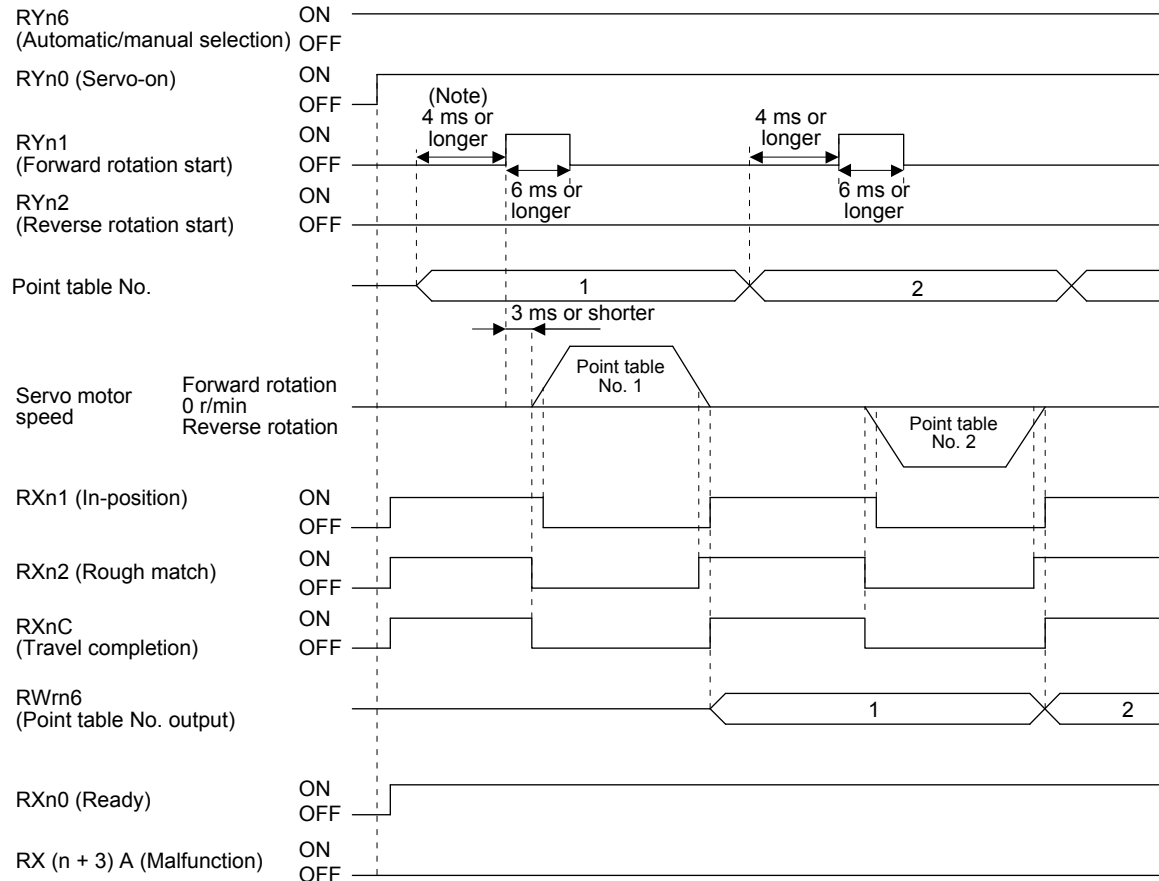 RYn6
(Automatic/manual selection)
ON
OFF
RYn0 (Servo-on)
ON
OFF
RYn1
(Forward rotation start)
ON
OFF
(Note)
4 ms or
longer
6 ms or
longer
4 ms or
longer
6 ms or
longer
RYn2
(Reverse rotation start)
ON
OFF
Point table No.
1
2
3 ms or shorter
Servo motor
speed
Forward rotation
0 r/min
Reverse rotation
Point table
No. 1
Point table
No. 2
RXn1 (In-position)
ON
OFF
RXn2 (Rough match)
ON
OFF
RXnC
(Travel completion)
ON
OFF
RWrn6
(Point table No. output)
1
2
RXn0 (Ready)
ON
OFF
RX (n + 3) A (Malfunction)
ON
OFF